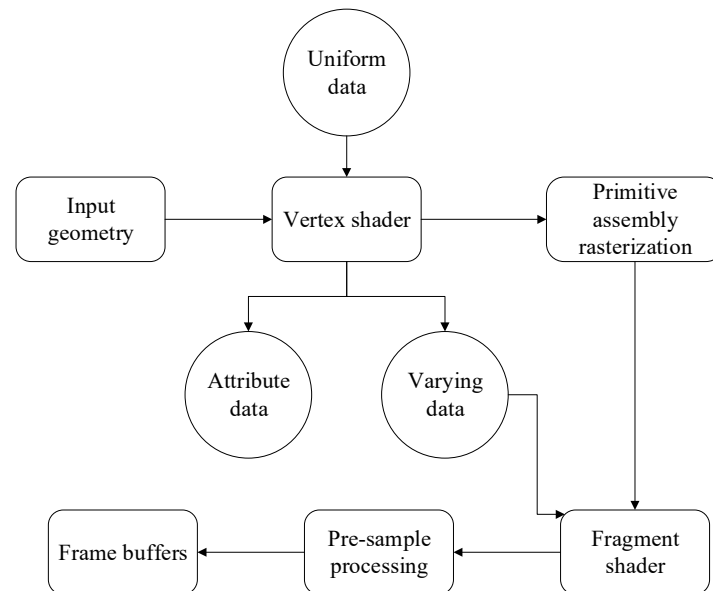 Uniform
data
Input
geometry
Vertex shader
Primitive
assembly
rasterization
Attribute
data
Varying
data
Frame buffers
Pre-sample
processing
Fragment
shader